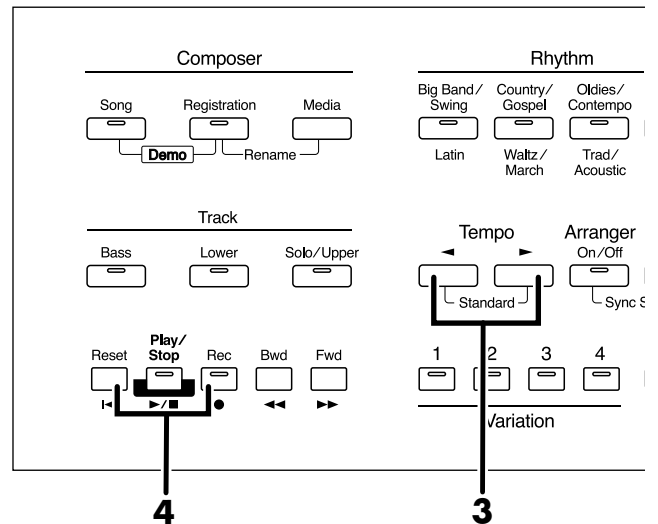 Composer
Rhythm
Song Registration Media
Big Band/ Swing
Country/ Gospel
Oldies/ Contempo
Demo
Rename
Latin
Waltz/ March
Trad/ Acoustic
Track
Bass Lower Solo/Upper
Tempo
◄ ►
Standard
Arranger
On/Off
Sync S
Reset
Play/ Stop
Rec Bwd Fwd
1 2 3 4
Variation
4
3